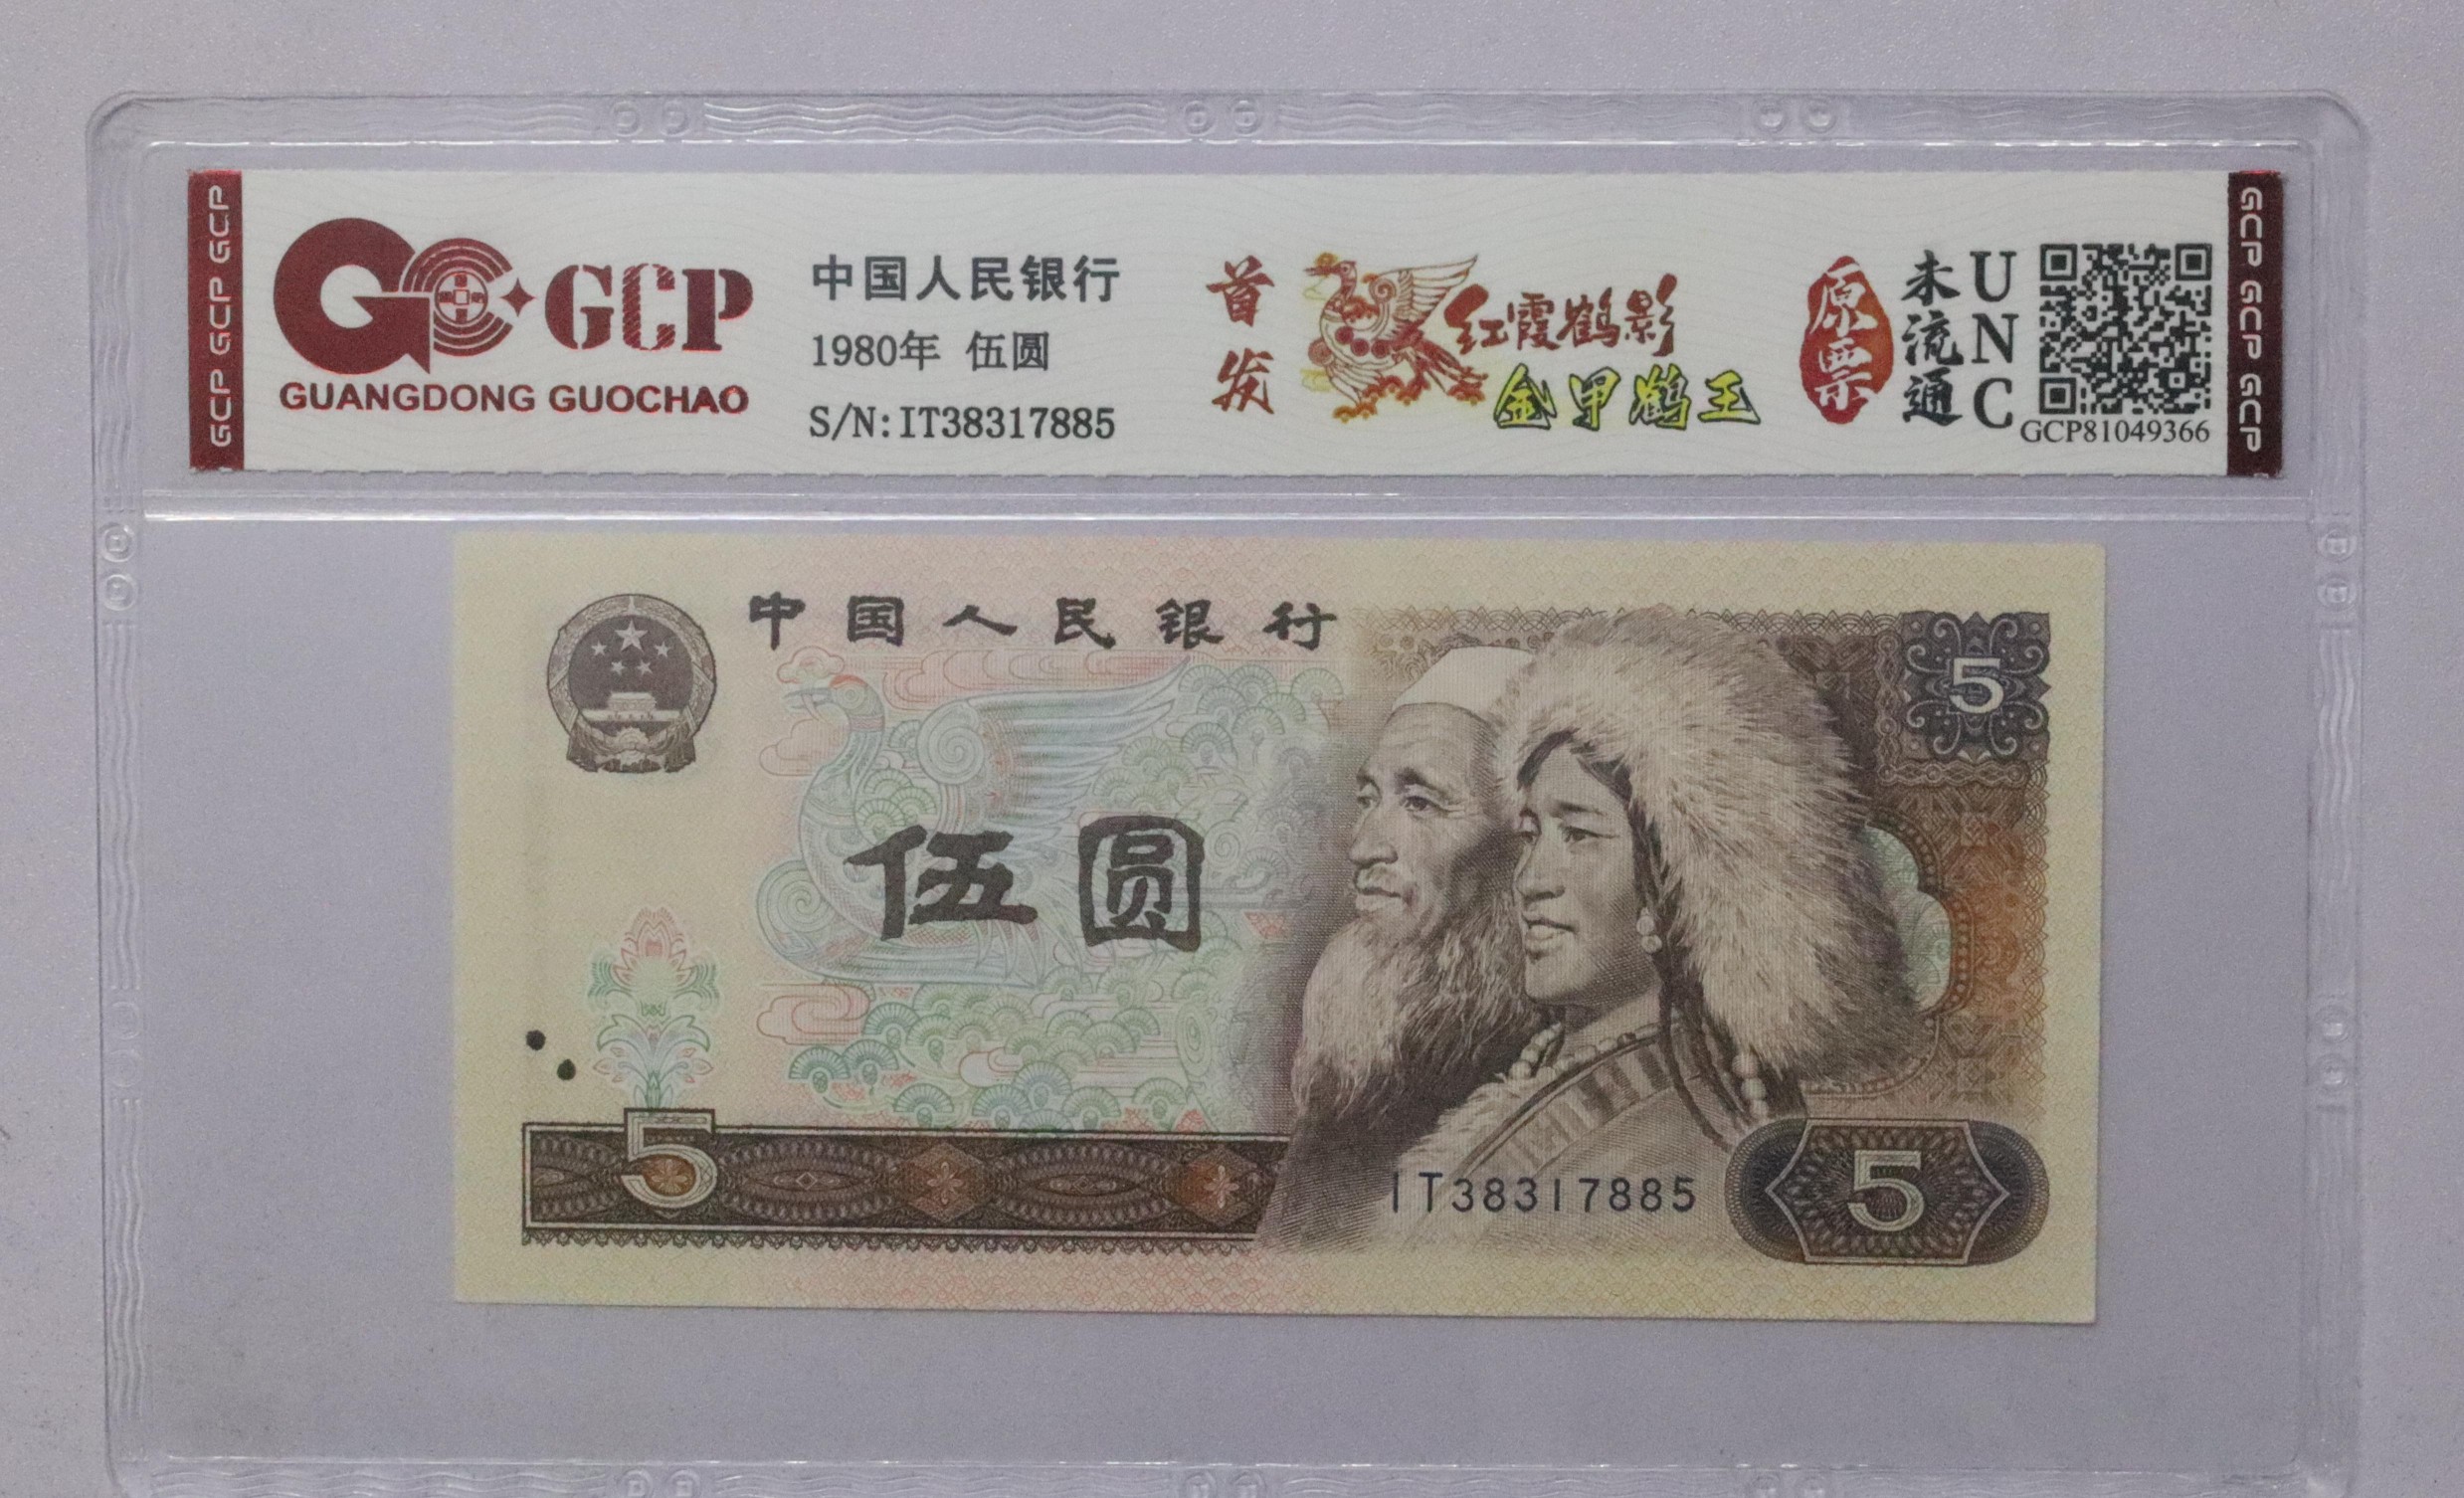 GCP GCP GCP
GCP
GUANGDONG GUOCHAO
中国人民银行
1980年 伍圆
S/N:IT38317885
首发
红霞鹤影
金甲鹤王
原票
未流通
UNC
GCP81049366
GCP GCP GCP
中国人民银行
5
伍圆
5
IT38317885
5